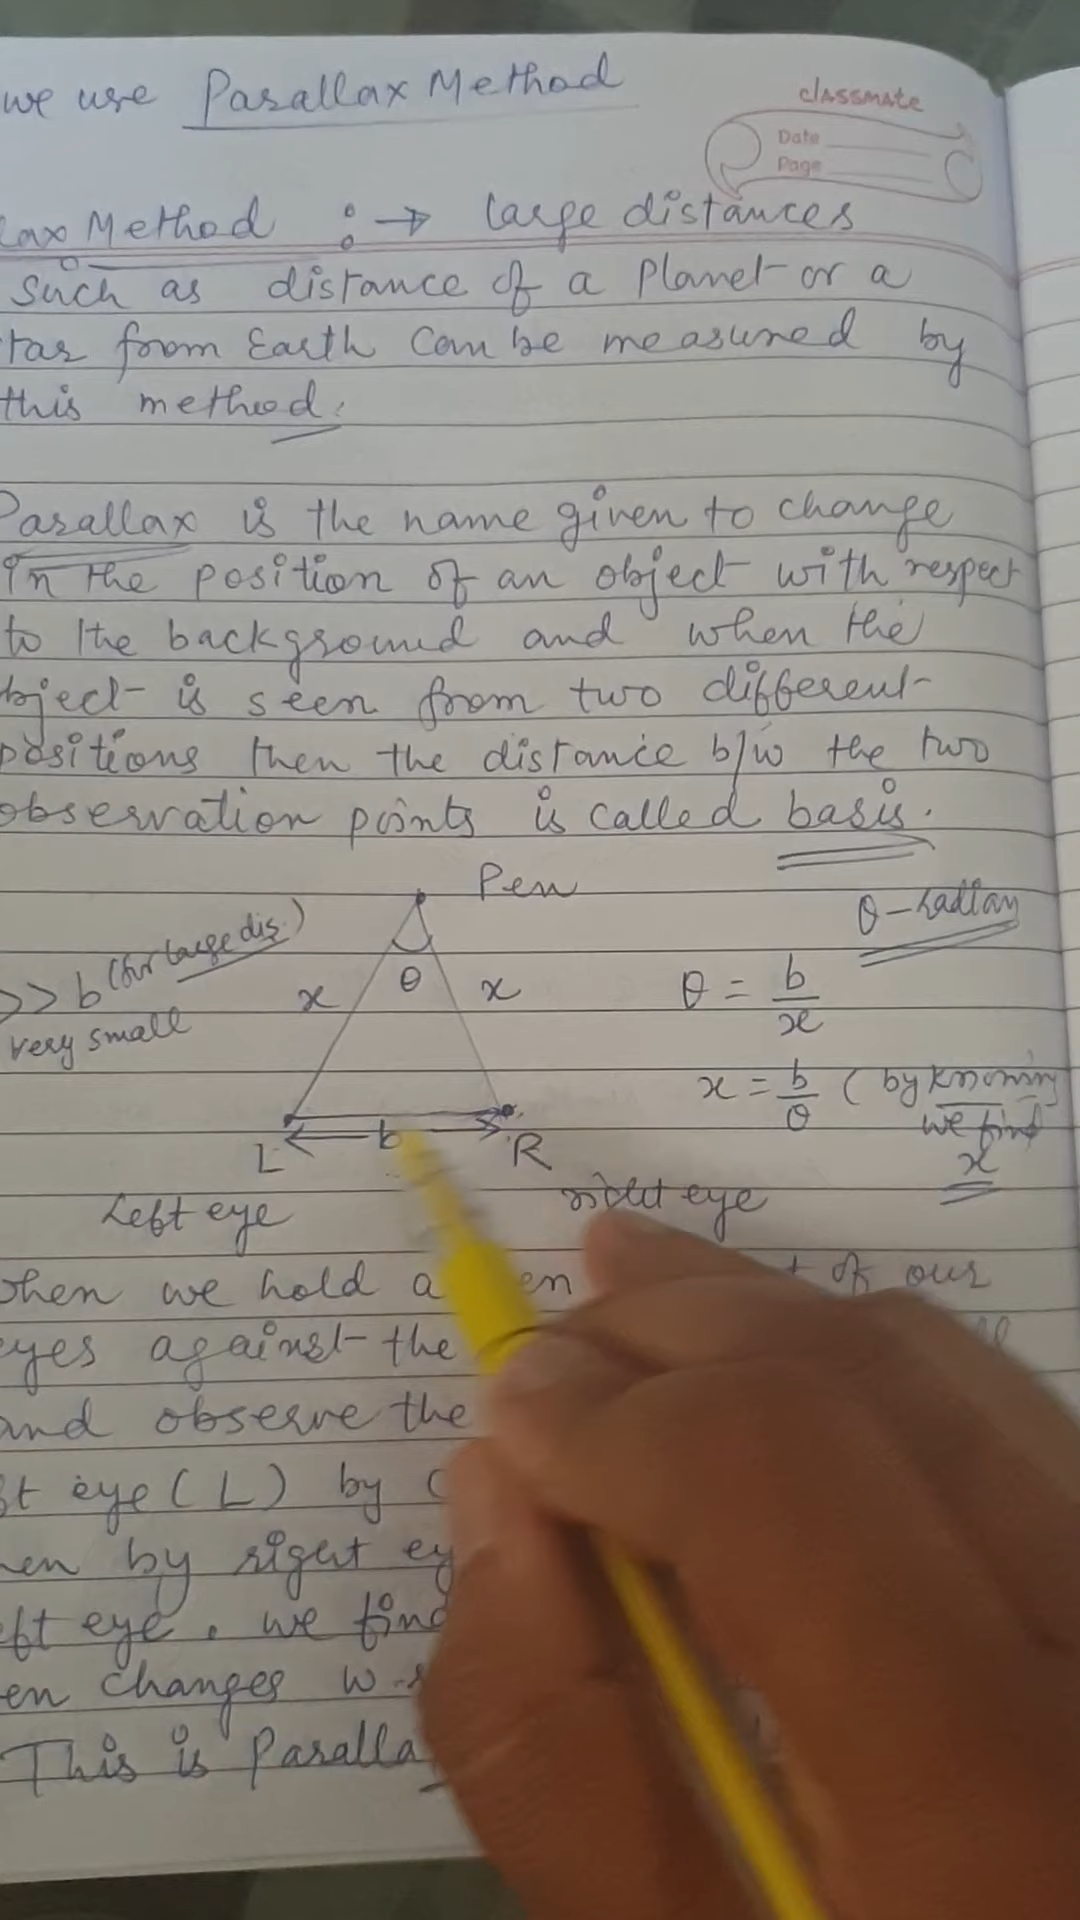 we use Parallax Method
classmate
Date
Page
lax Method : → large distances
such as distance of a Planet or a
tar from Earth can be measured by
this method.
Parallax is the name given to change
in the position of an object with respect
to the background and when the
bject is seen from two different
positions then the distance b/w the two
observation points is called basis.
Pen
θ - radian
>> b (for large dis.)
very small
x θ x
θ = b/x
x = b/θ (by knowing
we find
x
L b R
Left eye right eye
hen we hold a en t of our
eyes against the
and observe the
st eye (L) by (
hen by right ey
eft eye. we find
en changes w.r
This is Paralla